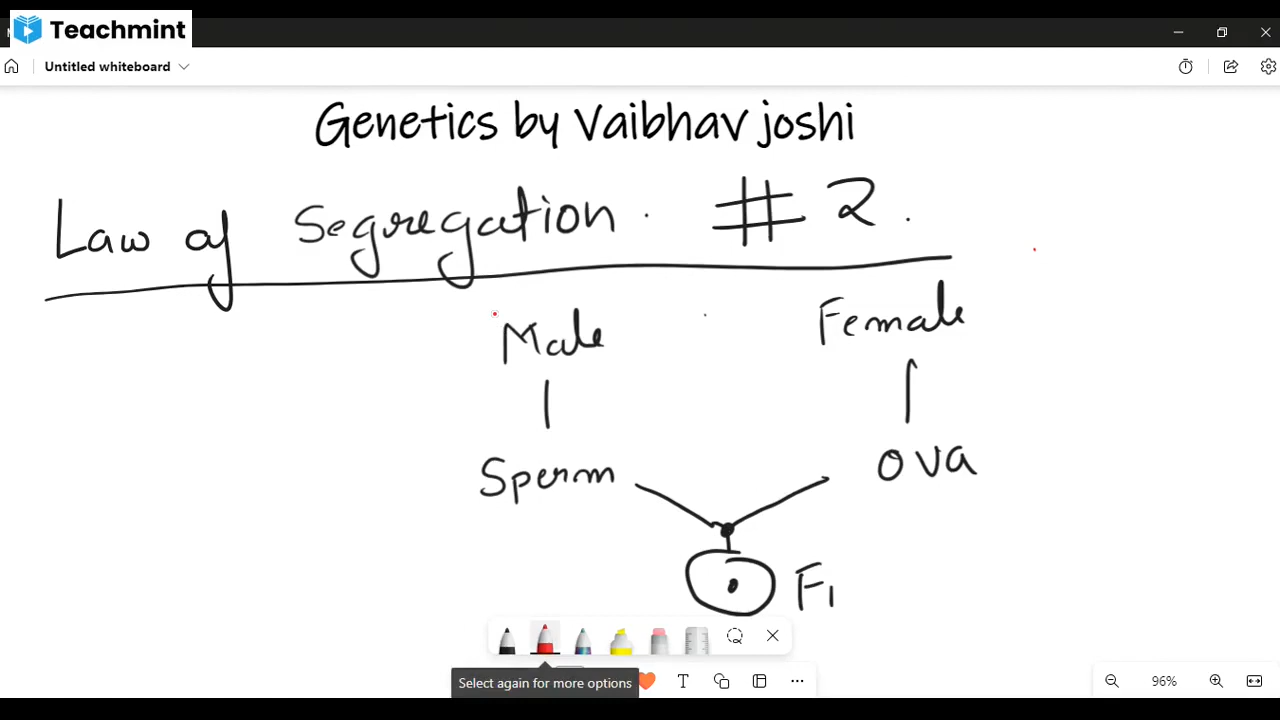 Teachmint
Untitled whiteboard
Genetics by Vaibhav joshi
Law of Segregation. # 2.
Male Female
Sperm Ova
F1
Select again for more options
96%